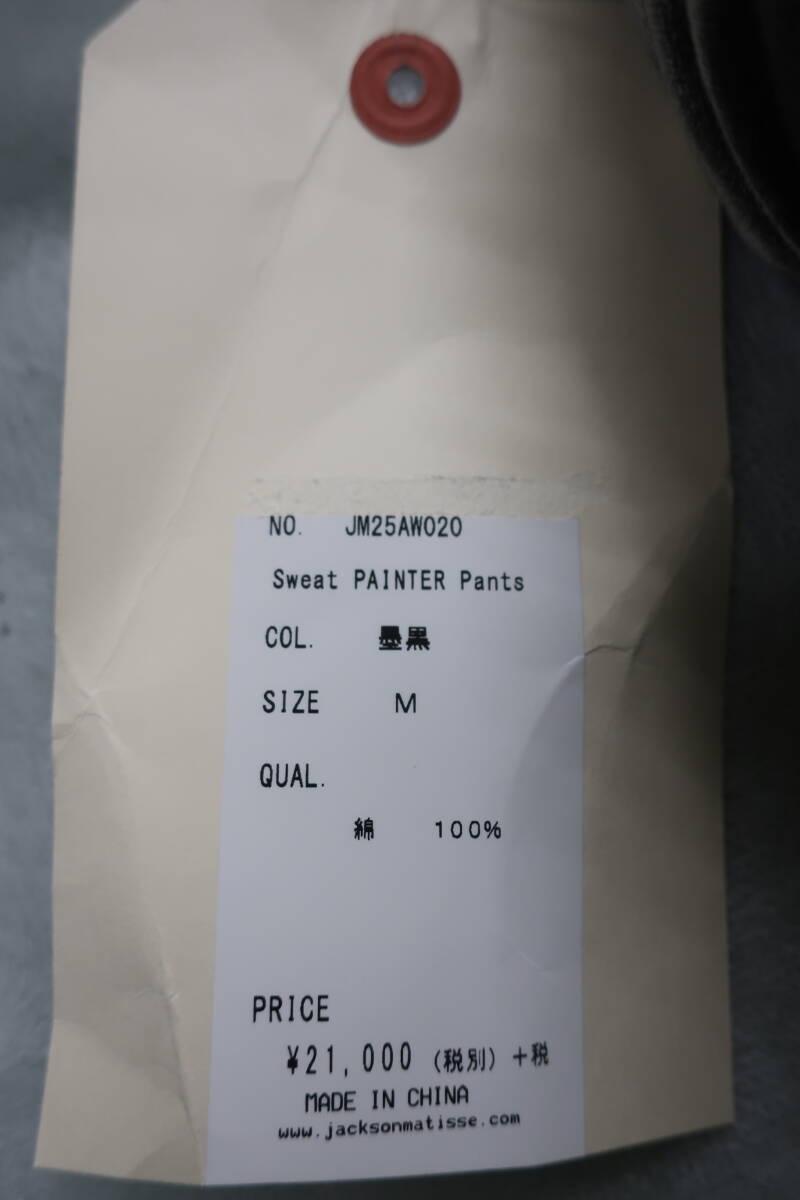 NO. JM25AW020
Sweat PAINTER Pants
COL. 墨黒
SIZE M
QUAL.
綿 100%
PRICE
¥21,000 (税別) +税
MADE IN CHINA
www.jacksonmatisse.com